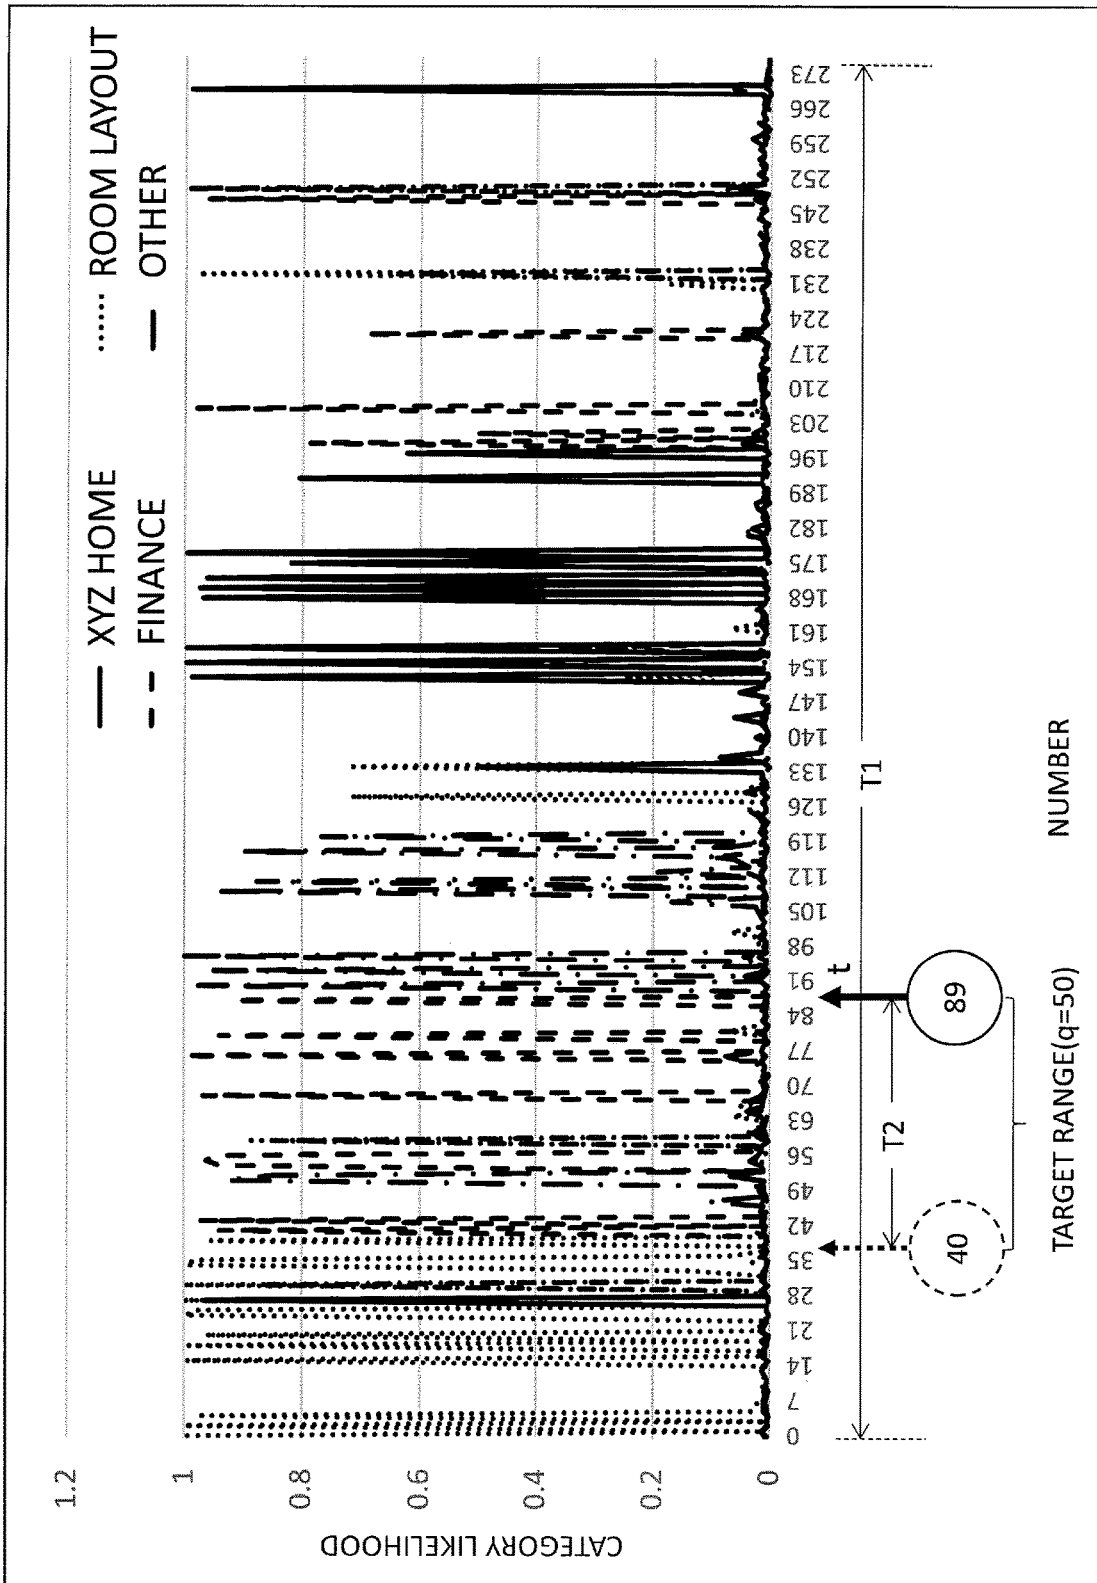 XYZ HOME ROOM LAYOUT
FINANCE OTHER
CATEGORY LIKELIHOOD
1.2
1
0.8
0.6
0.4
0.2
0
0 7 14 21 28 35 42 49 56 63 70 77 84 91 98 105 112 119 126 133 140 147 154 161 168 175 182 189 196 203 210 217 224 231 238 245 252 259 266 273
t
T1
T2
40 89
TARGET RANGE(q=50) NUMBER